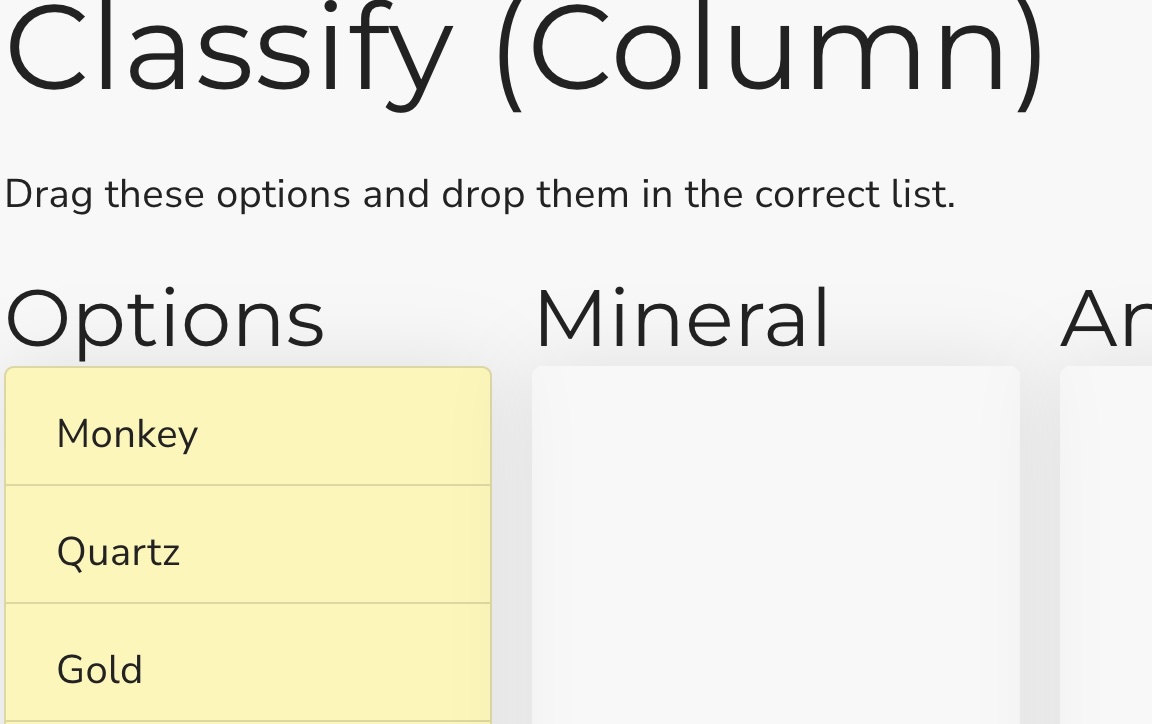 Classify (Column)
Drag these options and drop them in the correct list.
Options
Mineral
Monkey
Quartz
Gold